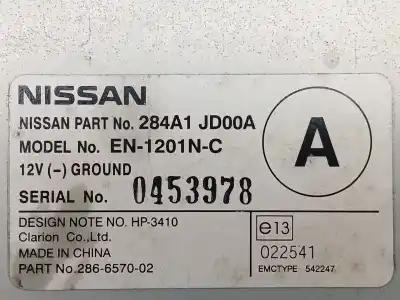 NISSAN
NISSAN PART No. 284A1 JD00A
MODEL No. EN-1201N-C
12V (-) GROUND
SERIAL No. 0453978
A
DESIGN NOTE NO. HP-3410
Clarion Co.,Ltd.
MADE IN CHINA
PART No. 286-6570-02
e13
022541
EMCTYPE 542247